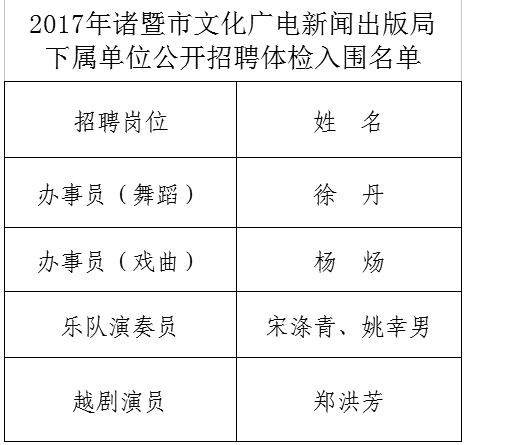 2017年诸暨市文化广电新闻出版局
下属单位公开招聘体检入围名单
招聘岗位 姓 名
办事员（舞蹈） 徐 丹
办事员（戏曲） 杨 炀
乐队演奏员 宋涤青、姚幸男
越剧演员 郑洪芳